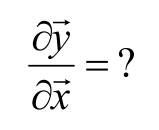 ∂y⃗/∂x⃗ = ?